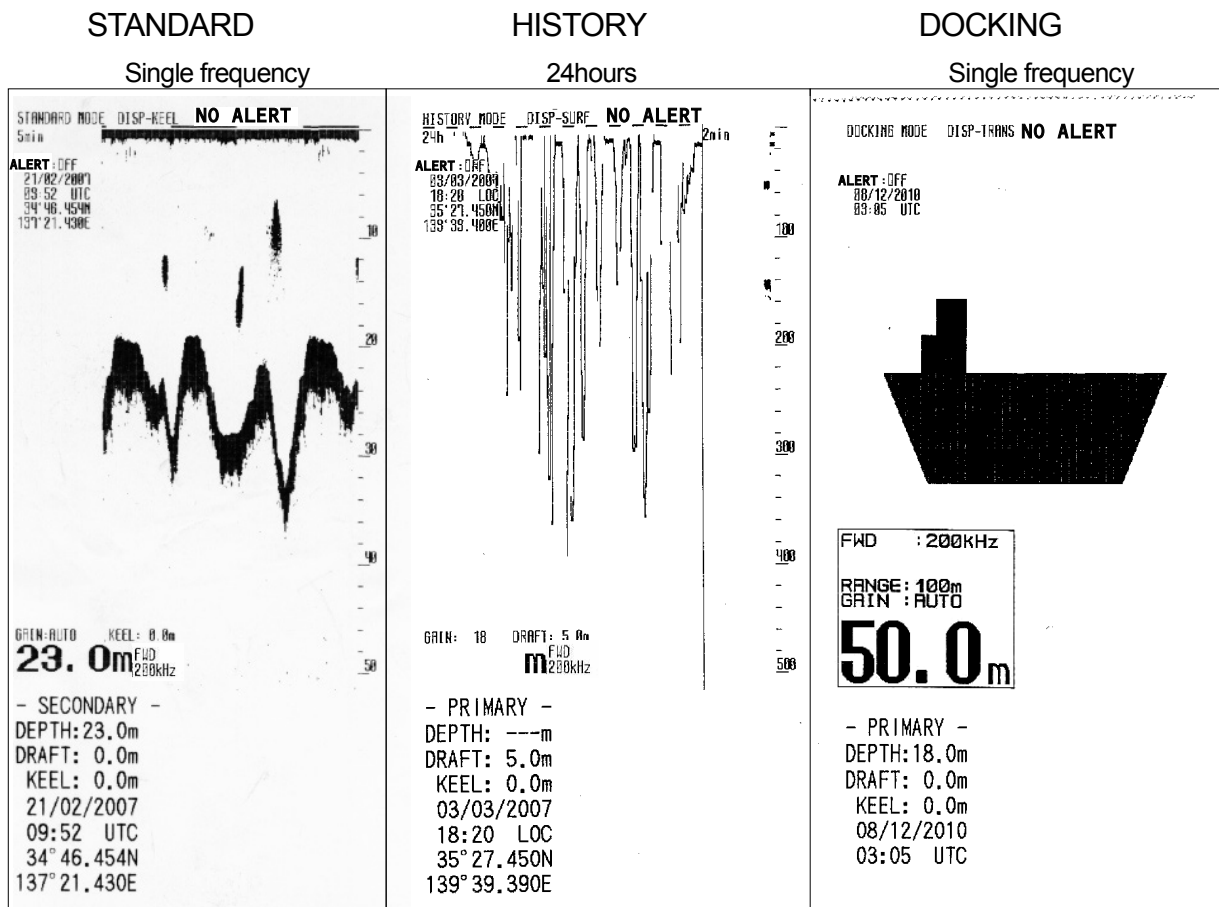 STANDARD
HISTORY
DOCKING
Single frequency
24hours
Single frequency
STANDARD MODE DISP-KEEL NO ALERT
5min
ALERT:OFF
21/02/2007
09:52 UTC
34°46.454N
137°21.430E
10
20
30
40
50
GAIN:AUTO KEEL: 0.0m
23.0m FWD
200kHz
- SECONDARY -
DEPTH:23.0m
DRAFT: 0.0m
KEEL: 0.0m
21/02/2007
09:52 UTC
34°46.454N
137°21.430E
HISTORY MODE DISP-SURF NO ALERT
24h 2min
ALERT:OFF
03/03/2007
18:20 LOC
35°27.450N
139°39.400E
100
200
300
400
500
GAIN: 18 DRAFT: 5.0m
m FWD
200kHz
- PRIMARY -
DEPTH: ---m
DRAFT: 5.0m
KEEL: 0.0m
03/03/2007
18:20 LOC
35°27.450N
139°39.390E
DOCKING MODE DISP-TRANS NO ALERT
ALERT:OFF
08/12/2010
03:05 UTC
FWD :200kHz
RANGE:100m
GAIN :AUTO
50.0m
- PRIMARY -
DEPTH:18.0m
DRAFT: 0.0m
KEEL: 0.0m
08/12/2010
03:05 UTC